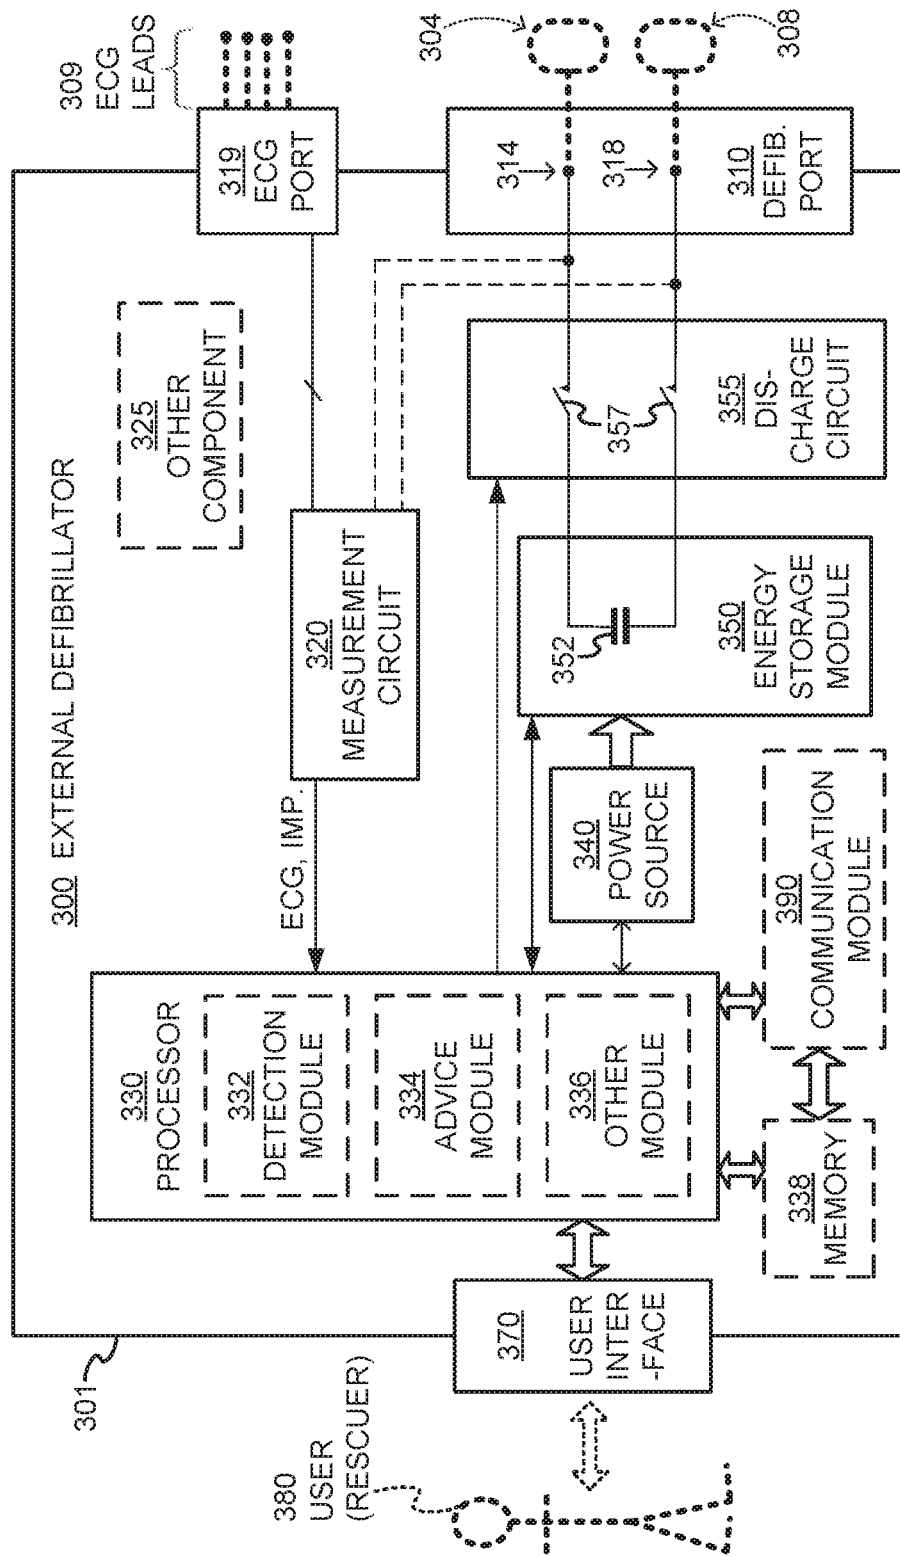 300 EXTERNAL DEFIBRILLATOR
301
380
USER
(RESCUER)
370
USER
INTER
-FACE
330
PROCESSOR
332
DETECTION
MODULE
334
ADVICE
MODULE
336
OTHER
MODULE
338
MEMORY
390
COMMUNICATION
MODULE
ECG, IMP.
320
MEASUREMENT
CIRCUIT
325
OTHER
COMPONENT
340
POWER
SOURCE
352
350
ENERGY
STORAGE
MODULE
357
355
DIS-
CHARGE
CIRCUIT
319
ECG
PORT
309
ECG
LEADS
314
318
310
DEFIB.
PORT
304
308